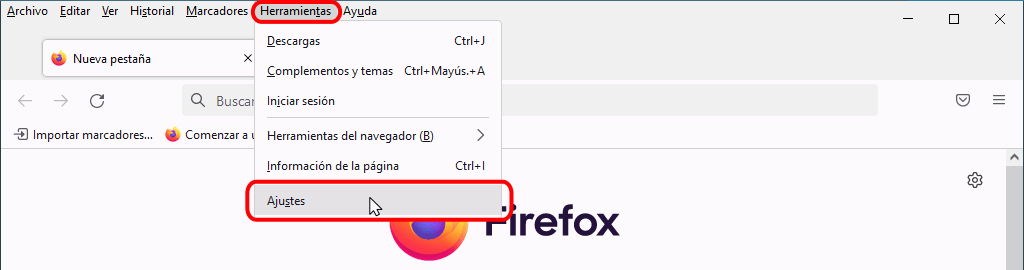 Archivo Editar Ver Historial Marcadores Herramientas Ayuda
Descargas Ctrl+J
Nueva pestaña
Complementos y temas Ctrl+Mayús.+A
Buscar
Iniciar sesión
Importar marcadores... Comenzar a u
Herramientas del navegador (B)
Información de la página Ctrl+I
Ajustes
Firefox